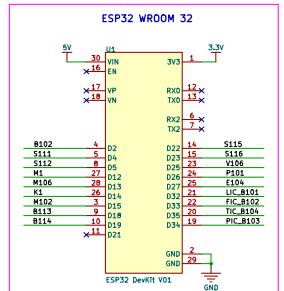 ESP32 WROOM 32
5V U1 3.3V
30 VIN 3V3 1
16 EN
17 VP RX0 12
18 VN TX0 13
RX2 6
TX2 7
B102 4 D2 D22 14 S115
S111 5 D4 D23 15 S116
S112 8 D5 D25 23 V106
M1 27 D12 D26 24 P101
M106 28 D13 D27 25 E104
K1 26 D14 D32 21 LIC_B101
M102 3 D15 D33 22 FIC_B102
B113 9 D18 D35 20 TIC_B104
B114 10 D19 D34 19 PIC_B103
11 D21
GND 2
GND 29
ESP32 DevKit V01
GND